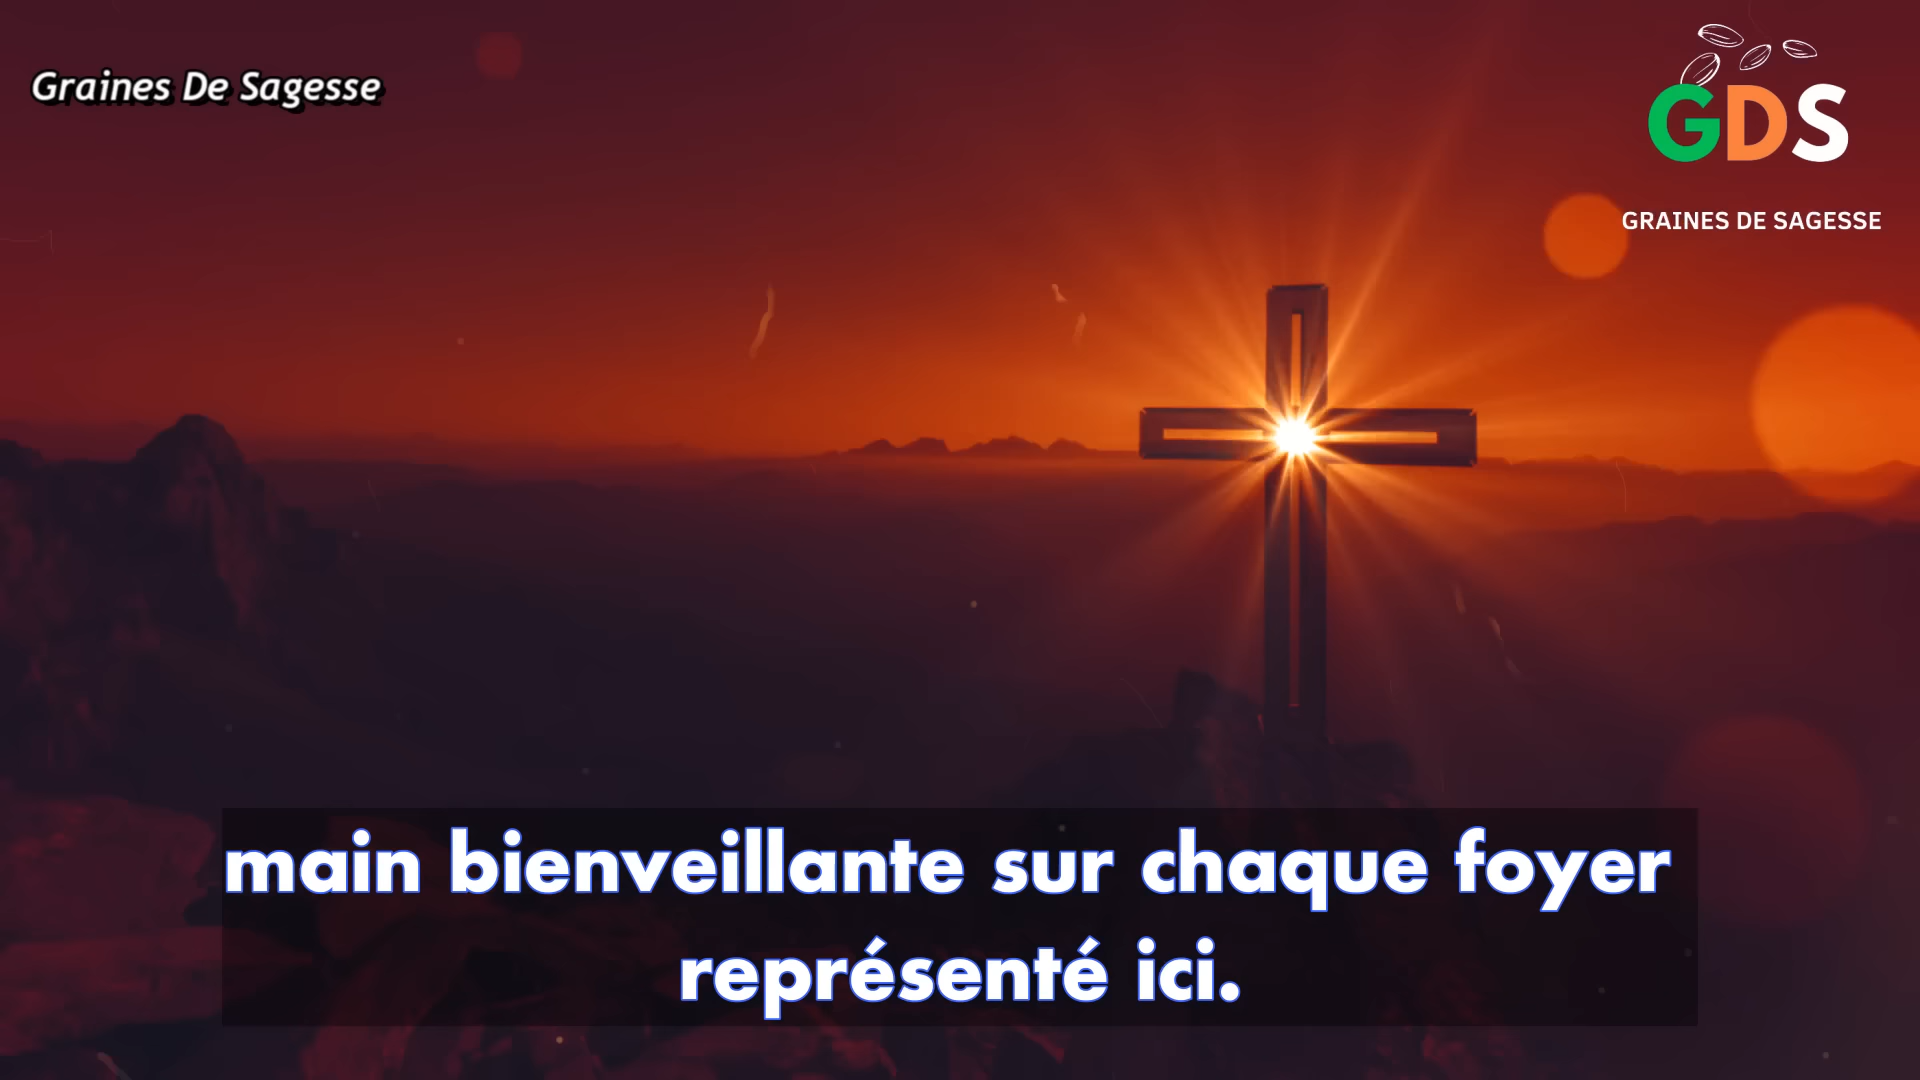 Graines De Sagesse
GDS
GRAINES DE SAGESSE
main bienveillante sur chaque foyer
représenté ici.